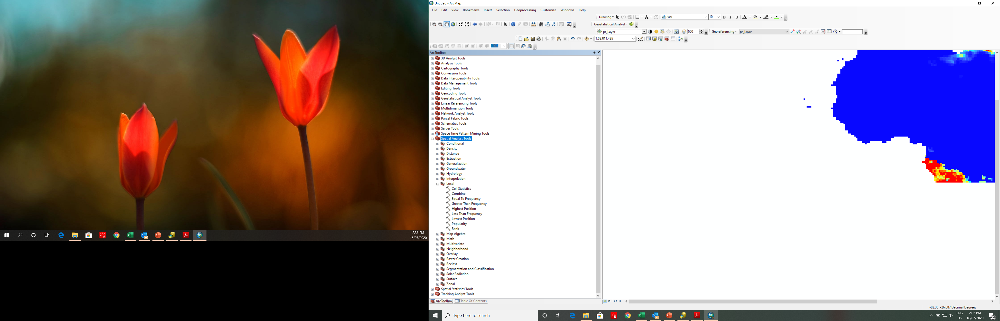 Untitled - ArcMap
File Edit View Bookmarks Insert Selection Geoprocessing Customize Windows Help
Drawing Arial 10 B I U A
Geostatistical Analyst
pr_Layer 500 Georeferencing pr_Layer
1:33,611,485
ArcToolbox
3D Analyst Tools
Analysis Tools
Cartography Tools
Conversion Tools
Data Interoperability Tools
Data Management Tools
Editing Tools
Geocoding Tools
Geostatistical Analyst Tools
Linear Referencing Tools
Multidimension Tools
Network Analyst Tools
Parcel Fabric Tools
Schematics Tools
Server Tools
Space Time Pattern Mining Tools
Spatial Analyst Tools
Conditional
Density
Distance
Extraction
Generalization
Groundwater
Hydrology
Interpolation
Local
Cell Statistics
Combine
Equal To Frequency
Greater Than Frequency
Highest Position
Less Than Frequency
Lowest Position
Popularity
Rank
Map Algebra
Math
Multivariate
Neighborhood
Overlay
Raster Creation
Reclass
Segmentation and Classification
Solar Radiation
Surface
Zonal
Spatial Statistics Tools
Tracking Analyst Tools
ArcToolbox Table Of Contents
-82.35 -26.087 Decimal Degrees
Type here to search
ENG 2:36 PM
US 16/07/2020 22
2:36 PM
16/07/2020